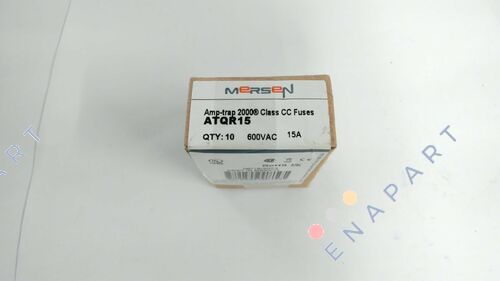 MERSEN
Amp-trap 2000® Class CC Fuses
ATQR15
QTY: 10 600VAC 15A
ENAPART